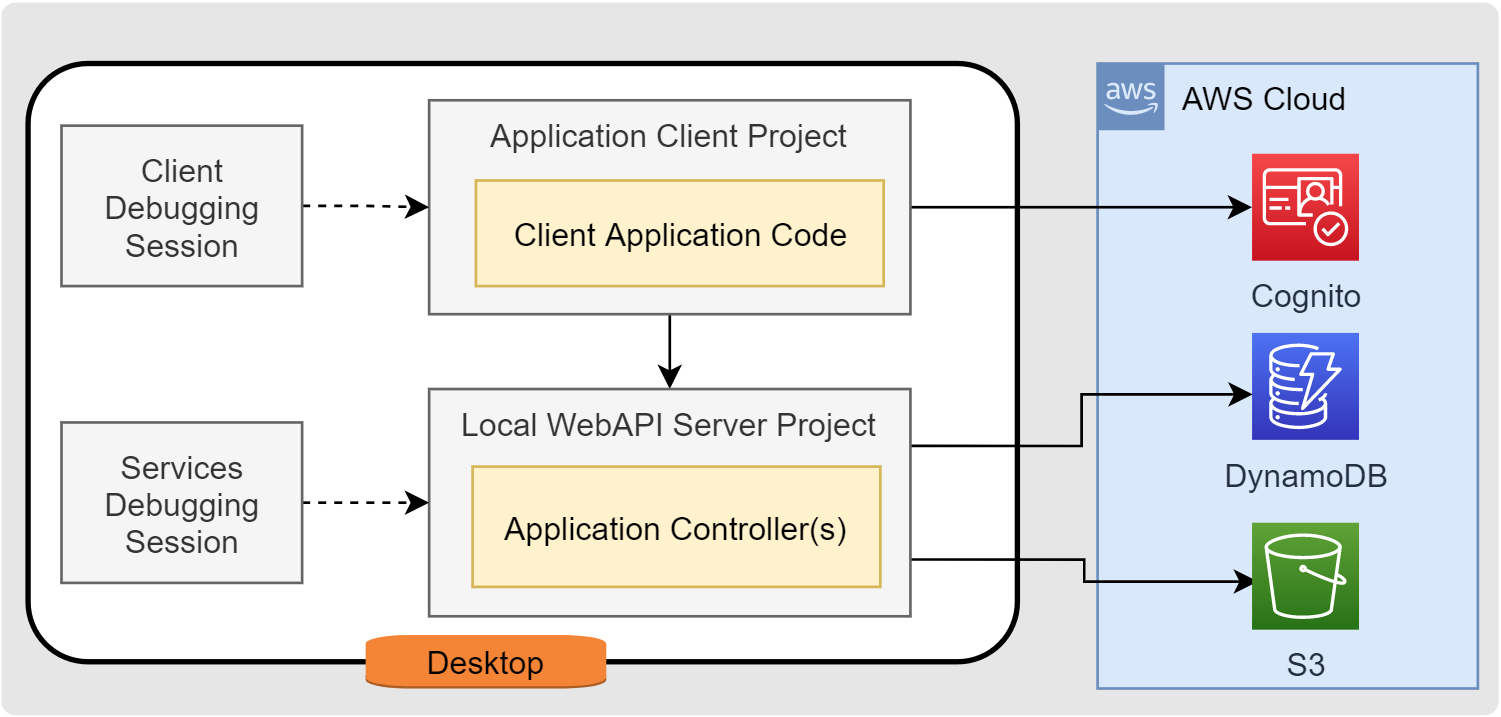 Client
Debugging
Session
Application Client Project
Client Application Code
Services
Debugging
Session
Local WebAPI Server Project
Application Controller(s)
Desktop
aws
AWS Cloud
Cognito
DynamoDB
S3